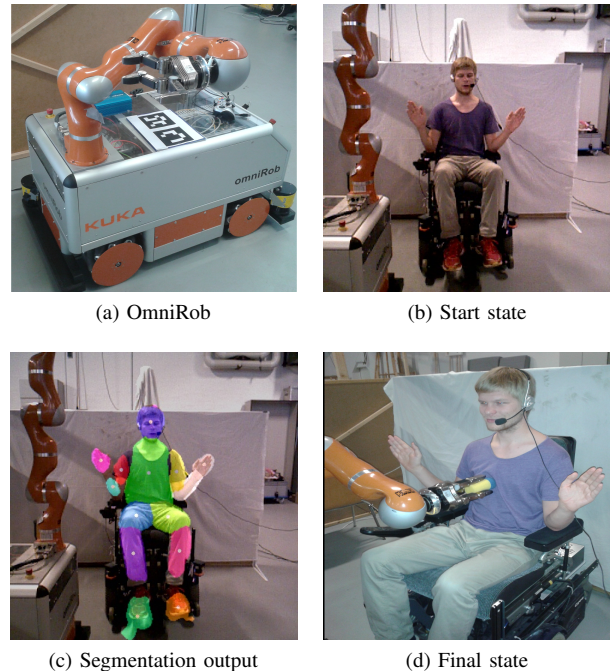 KUKA
omniRob
(a) OmniRob
(b) Start state
(c) Segmentation output
(d) Final state